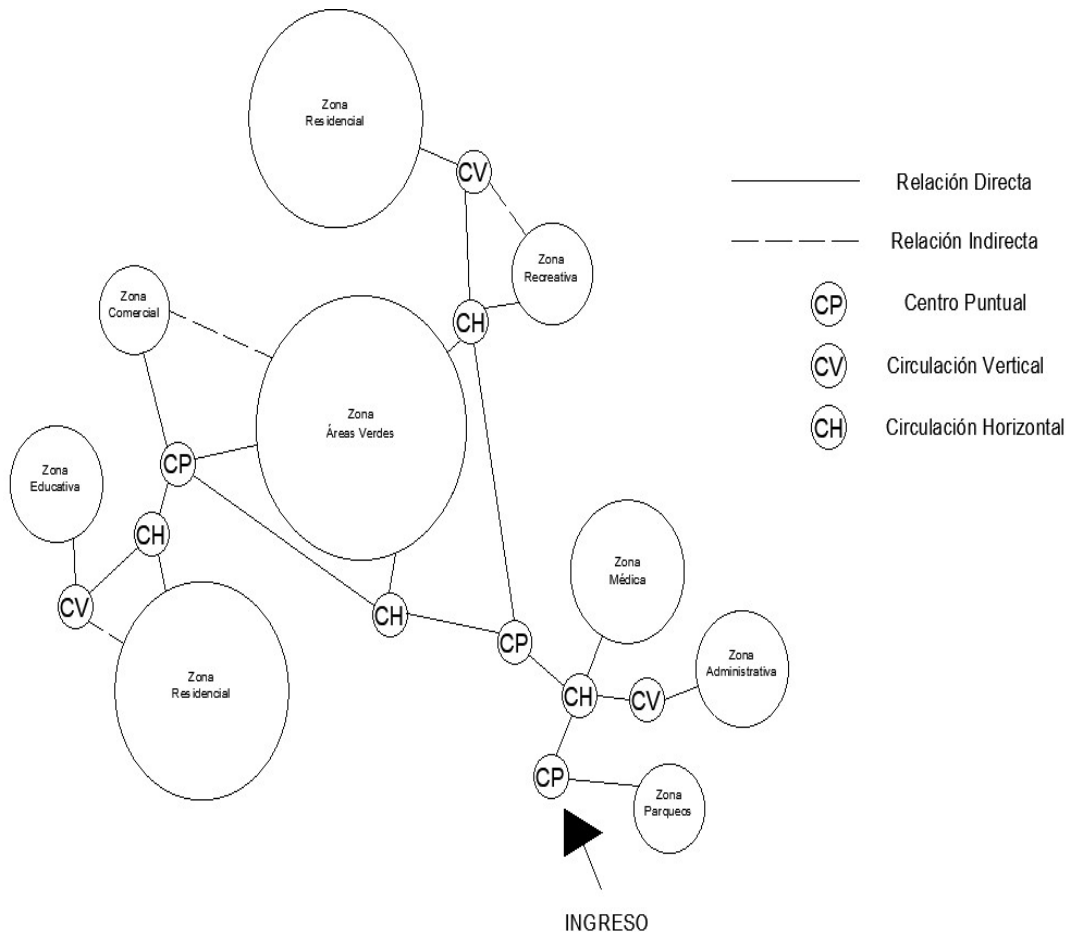 Zona
Residencial
CV
Zona
Recreativa
Zona
Comercial
CH
Zona
Áreas Verdes
CP
Zona
Educativa
CH
CV
Zona
Residencial
CH
CP
Zona
Médica
CH
CV
Zona
Administrativa
CP
Zona
Parqueos
INGRESO
Relación Directa
Relación Indirecta
CP Centro Puntual
CV Circulación Vertical
CH Circulación Horizontal